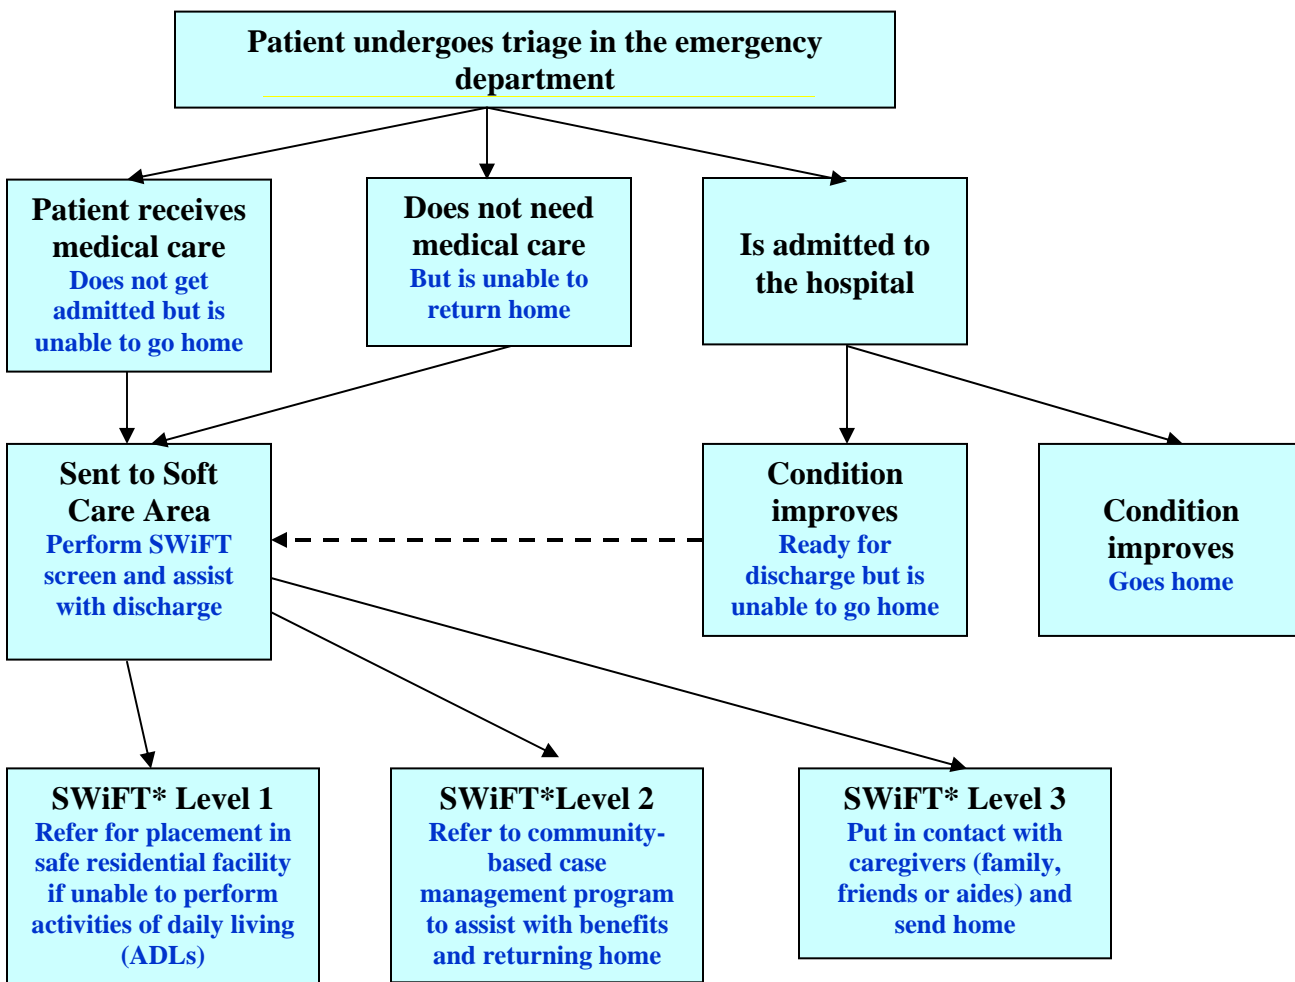 Patient undergoes triage in the emergency
department
Patient receives
medical care
Does not get
admitted but is
unable to go home
Does not need
medical care
But is unable to
return home
Is admitted to
the hospital
Sent to Soft
Care Area
Perform SWiFT
screen and assist
with discharge
Condition
improves
Ready for
discharge but is
unable to go home
Condition
improves
Goes home
SWiFT* Level 1
Refer for placement in
safe residential facility
if unable to perform
activities of daily living
(ADLs)
SWiFT*Level 2
Refer to community-
based case
management program
to assist with benefits
and returning home
SWiFT* Level 3
Put in contact with
caregivers (family,
friends or aides) and
send home